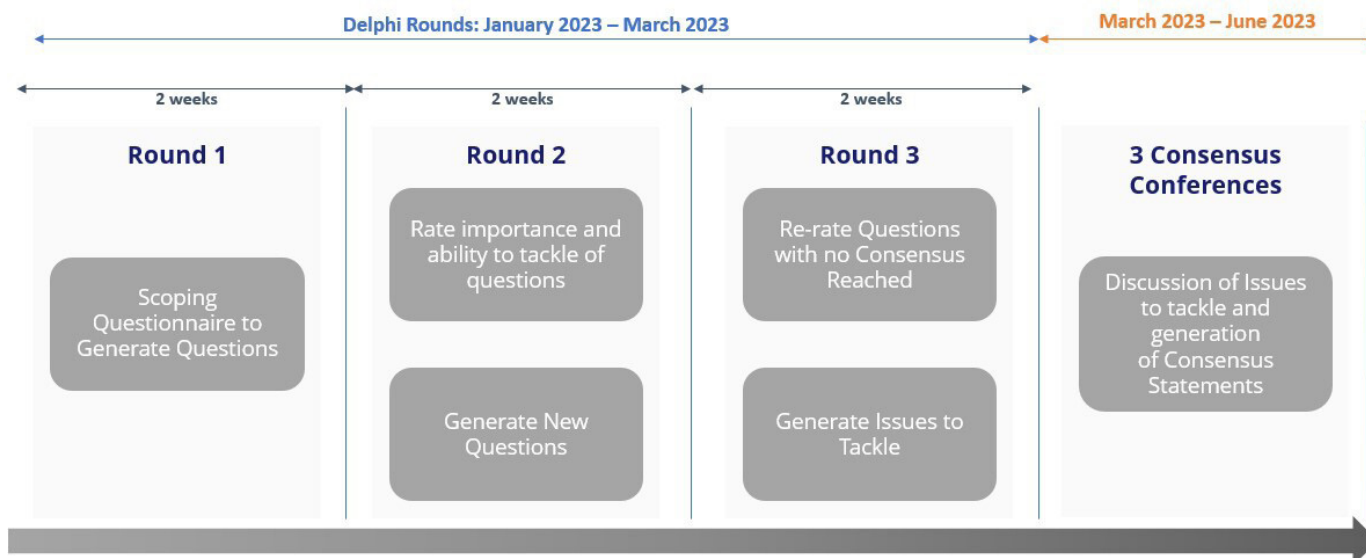 Delphi Rounds: January 2023 – March 2023
March 2023 – June 2023
2 weeks
2 weeks
2 weeks
Round 1
Scoping
Questionnaire to
Generate Questions
Round 2
Rate importance and
ability to tackle of
questions
Generate New
Questions
Round 3
Re-rate Questions
with no Consensus
Reached
Generate Issues to
Tackle
3 Consensus
Conferences
Discussion of Issues
to tackle and
generation
of Consensus
Statements